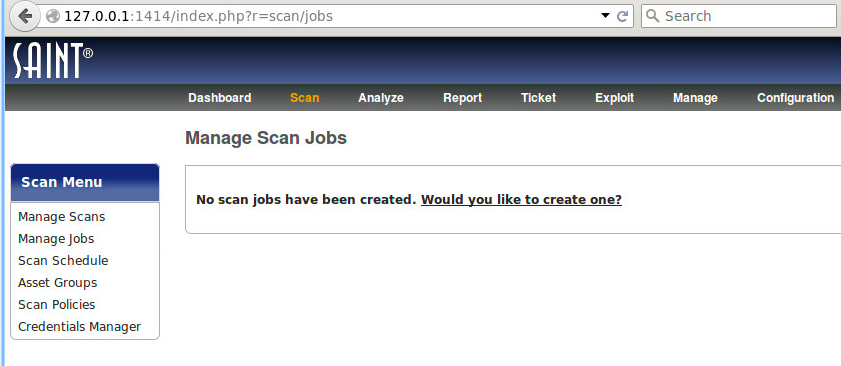 127.0.0.1:1414/index.php?r=scan/jobs Search
SAINT®
Dashboard Scan Analyze Report Ticket Exploit Manage Configuration
Manage Scan Jobs
Scan Menu
Manage Scans
Manage Jobs
Scan Schedule
Asset Groups
Scan Policies
Credentials Manager
No scan jobs have been created. Would you like to create one?